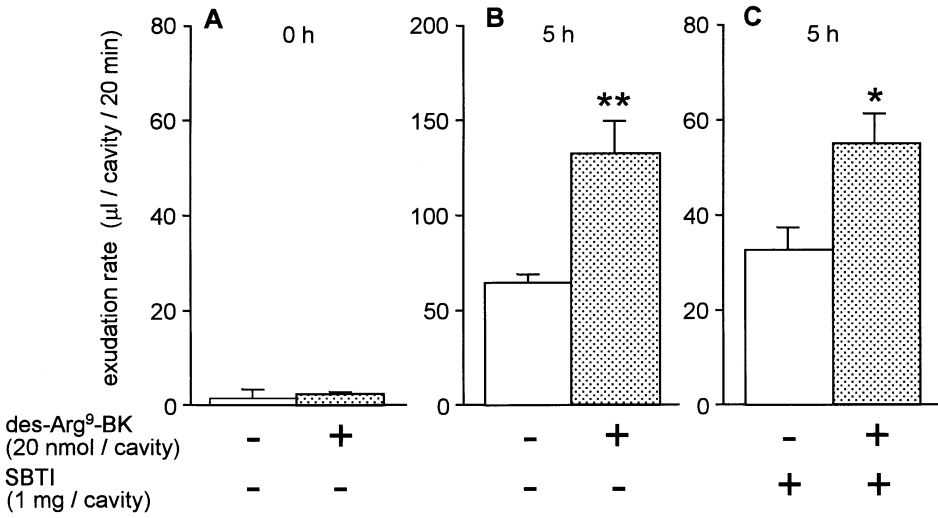 A
B
C
0 h
5 h
5 h
80
60
40
20
0
200
150
100
50
0
80
60
40
20
0
**
*
exudation rate (μl / cavity / 20 min)
des-Arg⁹-BK - + - + - +
(20 nmol / cavity)
SBTI - - - - + +
(1 mg / cavity)